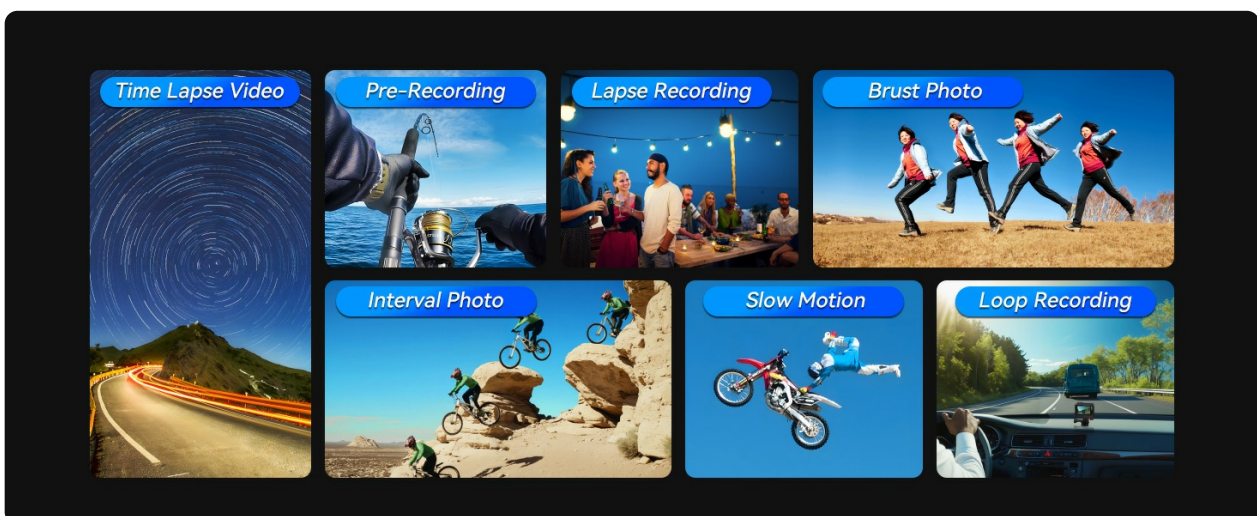 Time Lapse Video
Pre-Recording
Lapse Recording
Brust Photo
Interval Photo
Slow Motion
Loop Recording